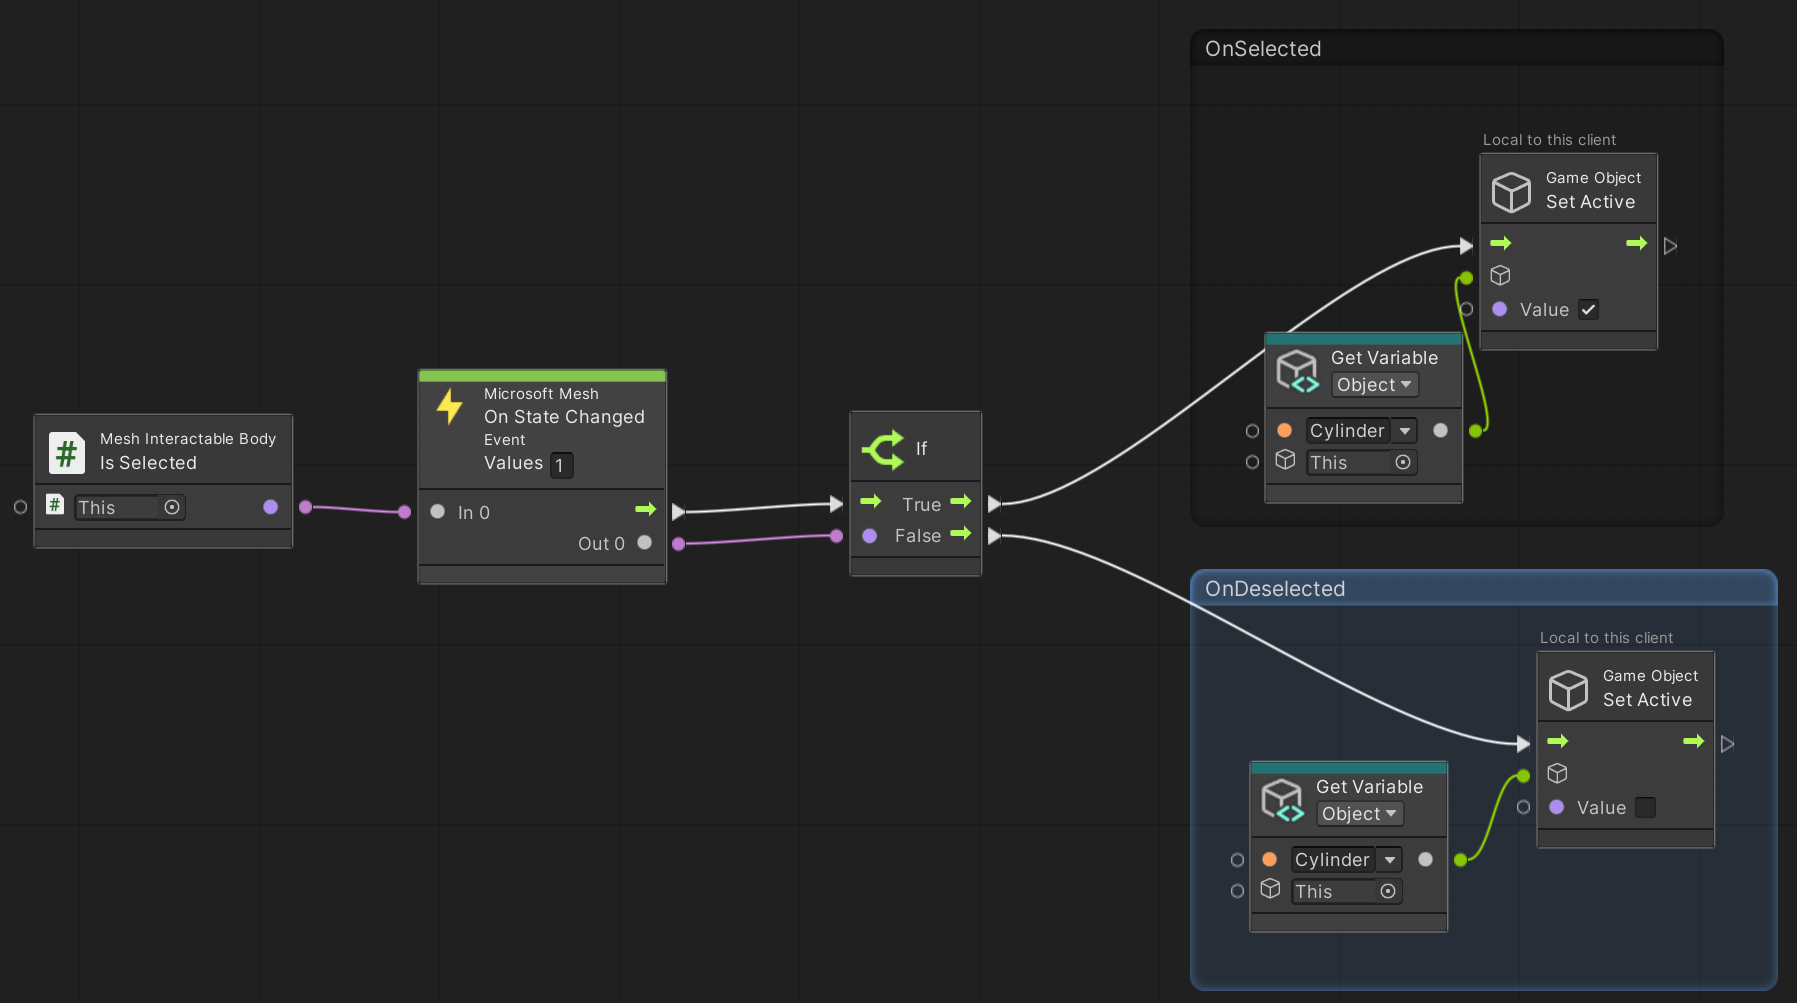 Mesh Interactable Body
Is Selected
This
Microsoft Mesh
On State Changed
Event
Values 1
In 0
Out 0
If
True
False
OnSelected
Local to this client
Game Object
Set Active
Value
Get Variable
Object
Cylinder
This
OnDeselected
Local to this client
Game Object
Set Active
Value
Get Variable
Object
Cylinder
This